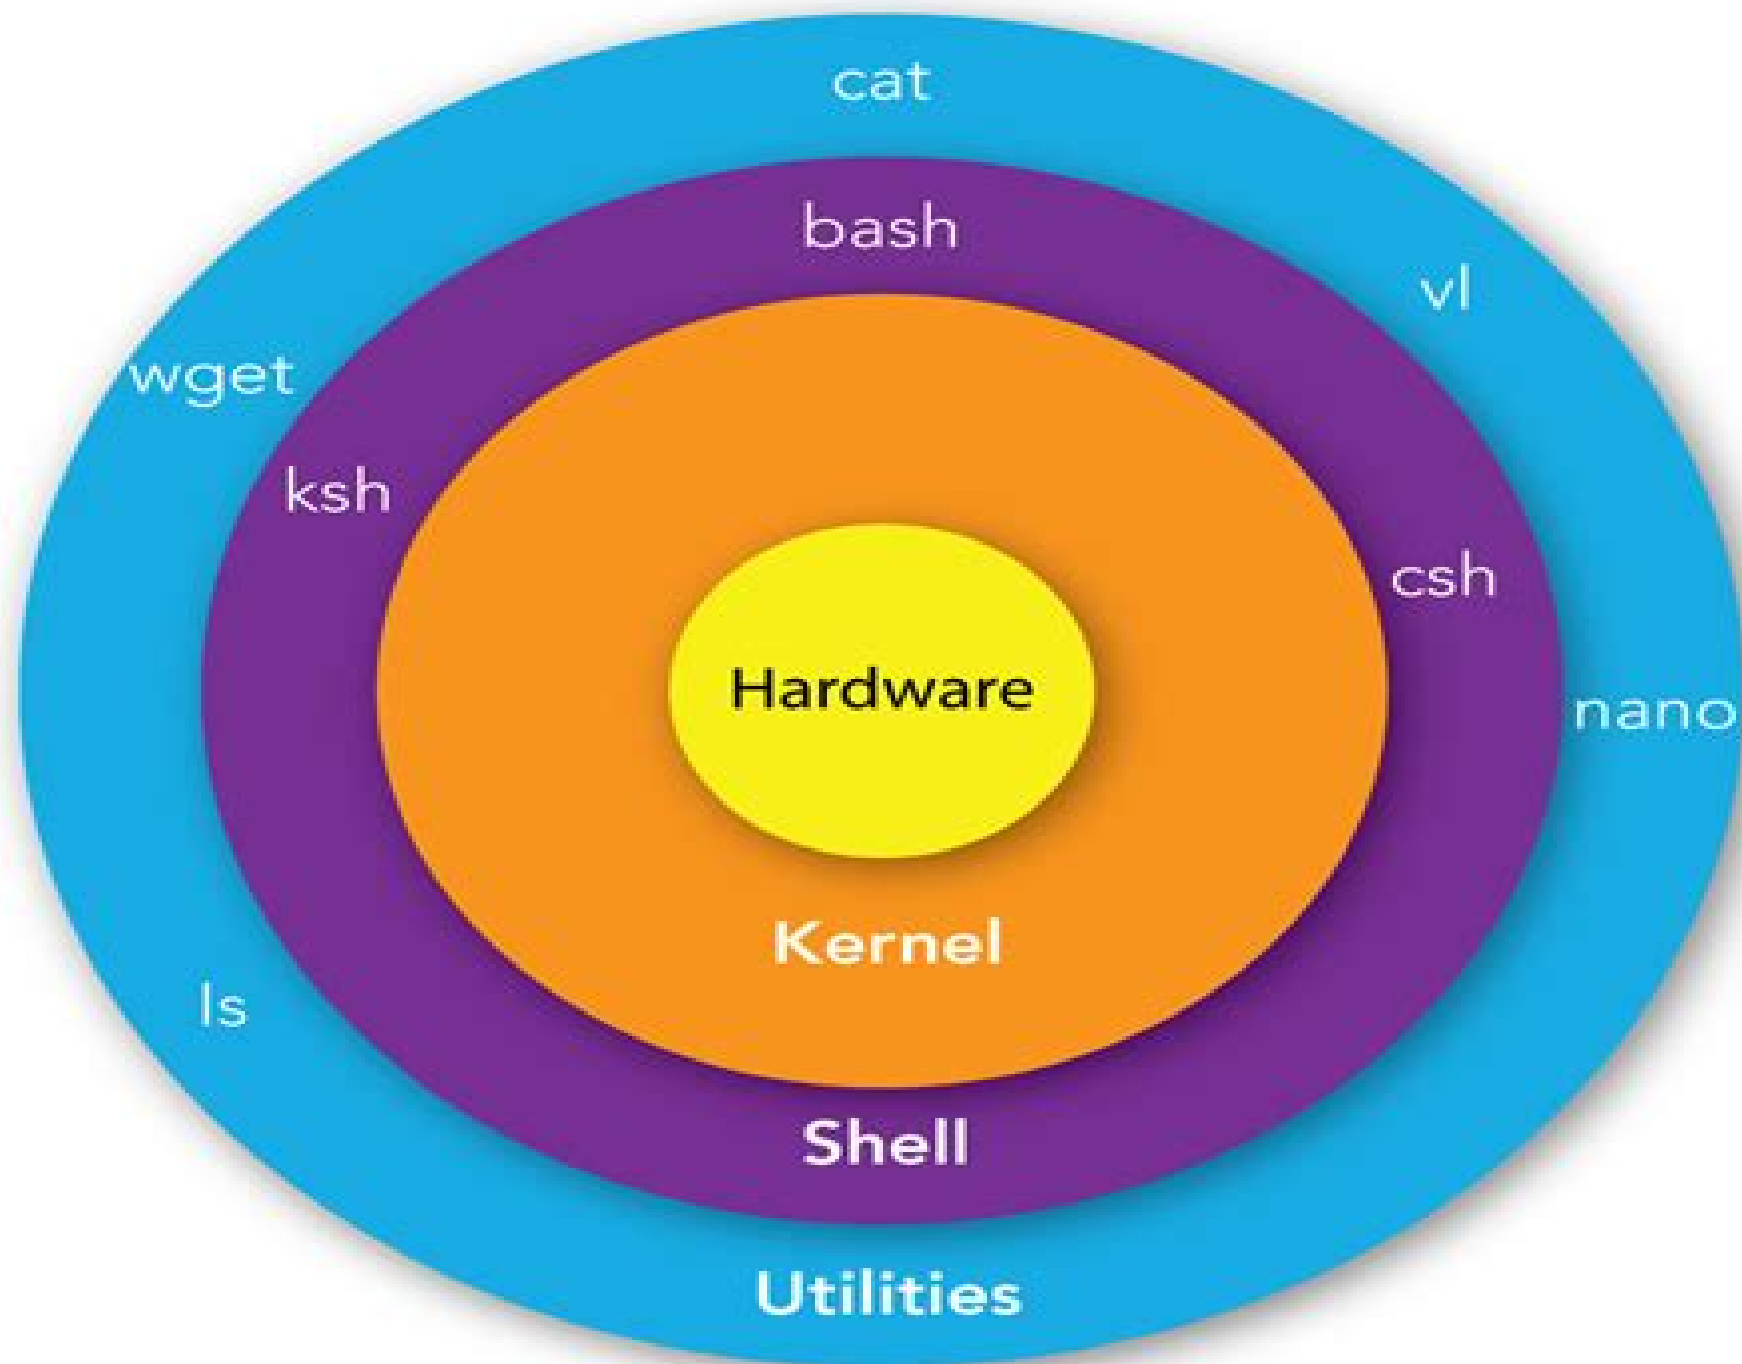 cat
bash
vl
wget
ksh
csh
Hardware
nano
Kernel
ls
Shell
Utilities